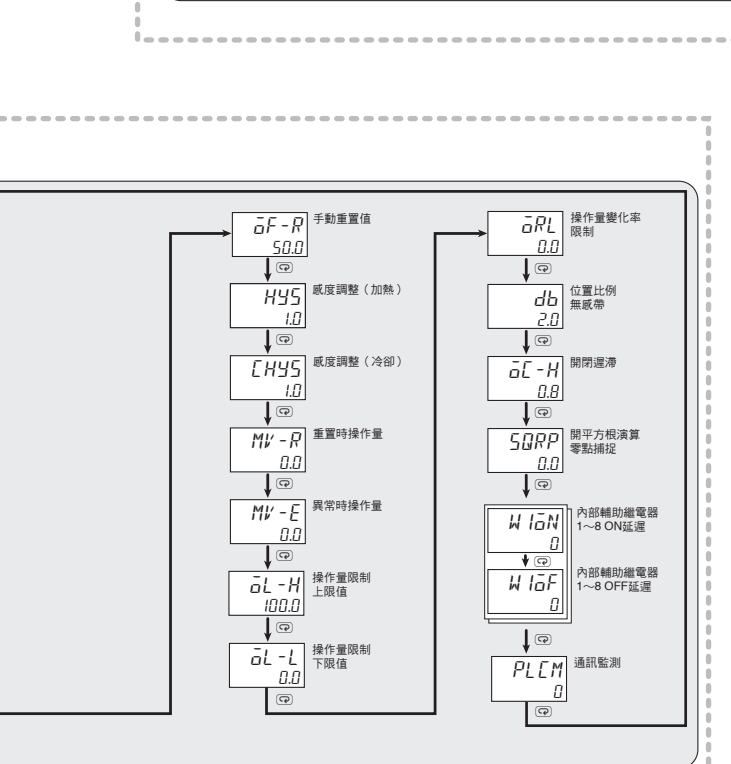 oF-R
50.0
手動重置值
HYS
1.0
感度調整（加熱）
CHYS
1.0
感度調整（冷卻）
MV-R
0.0
重置時操作量
MV-E
0.0
異常時操作量
oL-H
100.0
操作量限制
上限值
oL-L
0.0
操作量限制
下限值
oRL
0.0
操作量變化率
限制
db
2.0
位置比例
無感帶
oC-H
0.8
開閉遲滯
SQRP
0.0
開平方根演算
零點捕捉
W1oN
0
內部輔助繼電器
1～8 ON延遲
W1oF
0
內部輔助繼電器
1～8 OFF延遲
PLCM
0
通訊監測